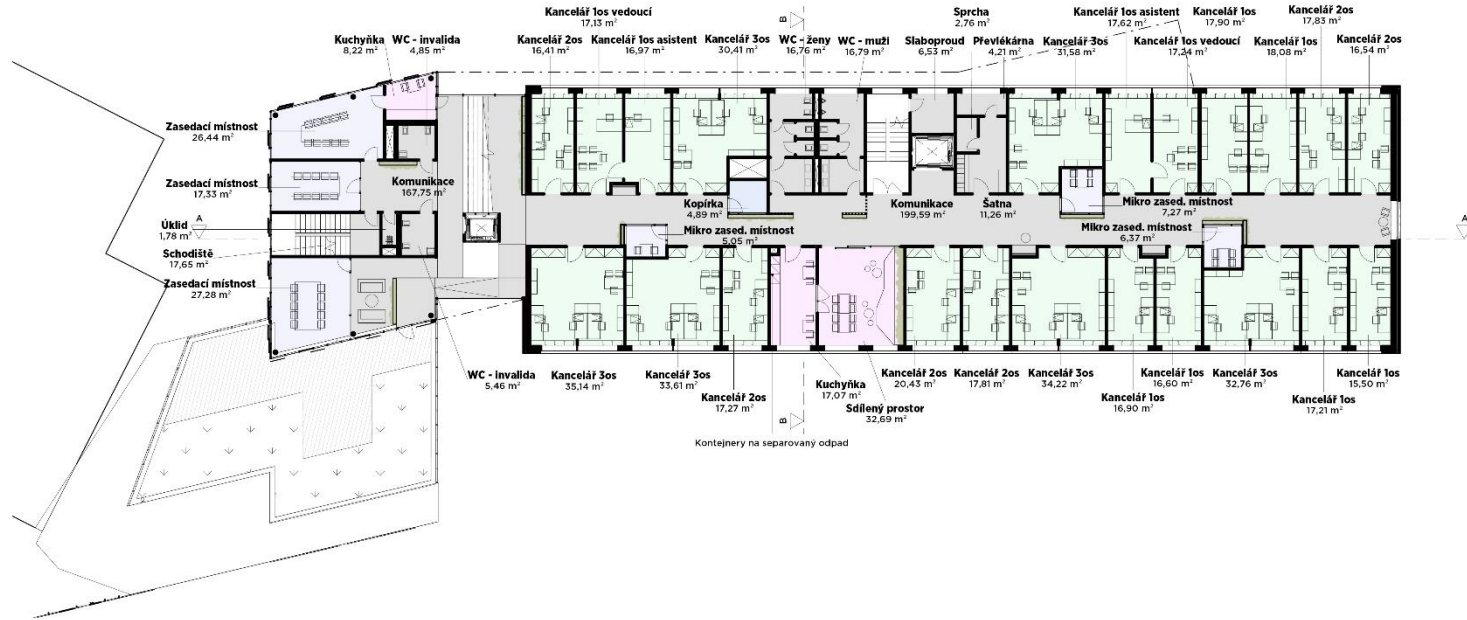 Kancelář 1os vedoucí
17,13 m²
Sprcha
2,76 m²
Kancelář 1os asistent
17,62 m²
Kancelář 1os
17,90 m²
Kancelář 2os
17,83 m²
Kuchyňka
8,22 m²
WC - invalida
4,85 m²
Kancelář 2os
16,41 m²
Kancelář 1os asistent
16,97 m²
Kancelář 3os
30,41 m²
WC - ženy
16,76 m²
WC - muži
16,79 m²
Slaboproud
6,53 m²
Převlékárna
4,21 m²
Kancelář 3os
31,58 m²
Kancelář 1os vedoucí
17,24 m²
Kancelář 1os
18,08 m²
Kancelář 2os
16,54 m²
B
Zasedací místnost
26,44 m²
Zasedací místnost
17,33 m²
Komunikace
167,75 m²
Kopírka
4,89 m²
Komunikace
199,59 m²
Šatna
11,26 m²
Mikro zased. místnost
7,27 m²
A
Úklid
1,78 m²
Mikro zased. místnost
5,05 m²
Mikro zased. místnost
6,37 m²
A
Schodiště
17,65 m²
Zasedací místnost
27,28 m²
WC - invalida
5,46 m²
Kancelář 3os
35,14 m²
Kancelář 3os
33,61 m²
Kancelář 2os
17,27 m²
Kuchyňka
17,07 m²
Sdílený prostor
32,69 m²
Kancelář 2os
20,43 m²
Kancelář 2os
17,81 m²
Kancelář 3os
34,22 m²
Kancelář 1os
16,60 m²
Kancelář 1os
16,90 m²
Kancelář 3os
32,76 m²
Kancelář 1os
17,21 m²
Kancelář 1os
15,50 m²
B
Kontejnery na separovaný odpad